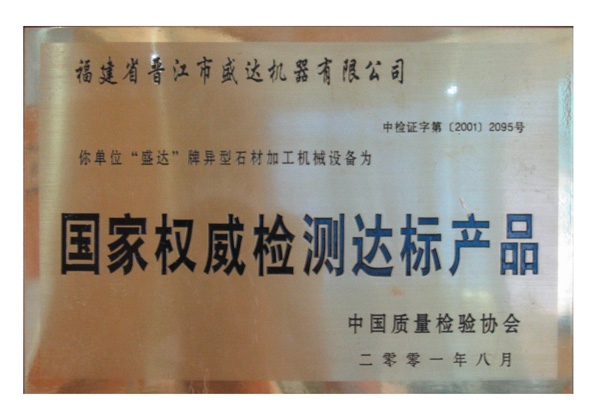 福建省晋江市盛达机器有限公司
中检证字第〔2001〕2095号
你单位“盛达”牌异型石材加工机械设备为
国家权威检测达标产品
中国质量检验协会
二零零一年八月